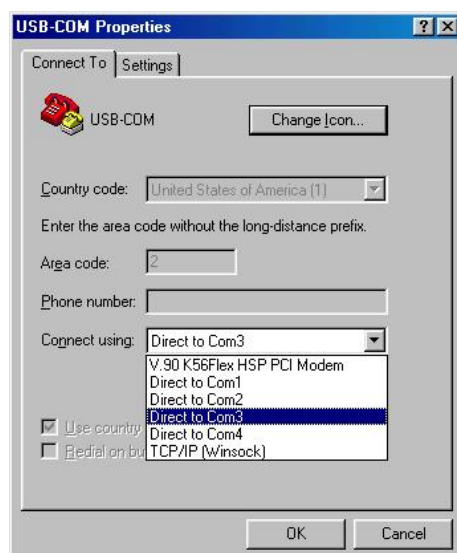 USB-COM Properties
Connect To Settings
USB-COM
Change Icon...
Country code: United States of America (1)
Enter the area code without the long-distance prefix.
Area code: 2
Phone number:
Connect using: Direct to Com3
V.90 K56Flex HSP PCI Modem
Direct to Com1
Direct to Com2
Direct to Com3
Use country
Direct to Com4
Redial on bu
TCP/IP (Winsock)
OK Cancel